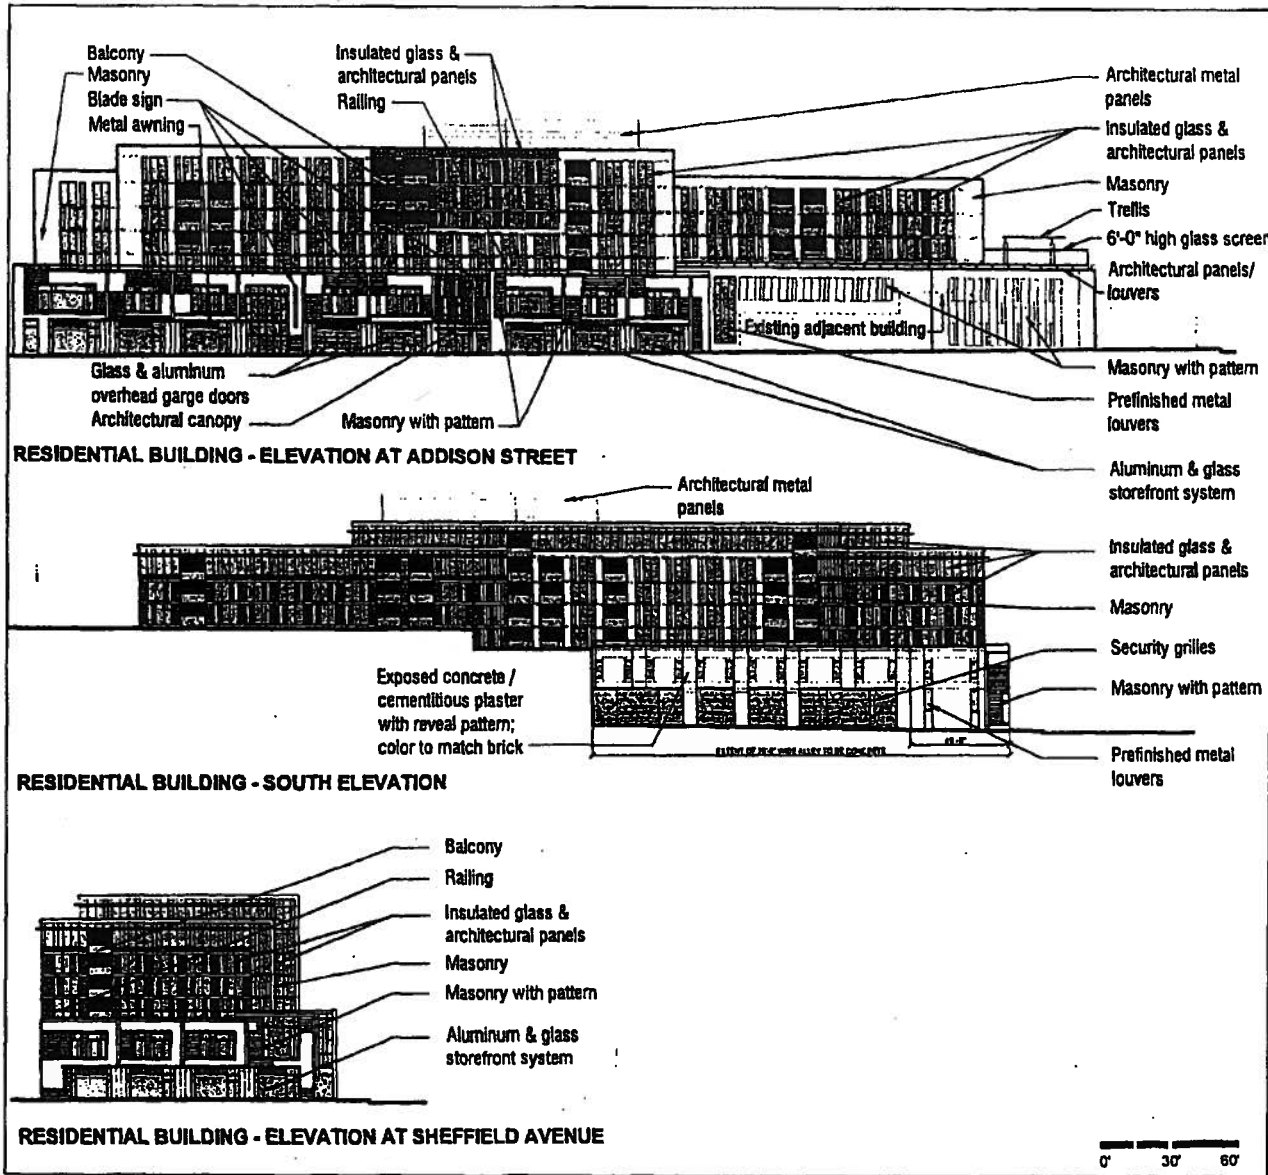 Balcony
Masonry
Blade sign
Metal awning
Insulated glass &
architectural panels
Railing
Architectural metal
panels
Insulated glass &
architectural panels
Masonry
Trellis
6'-0" high glass screen
Architectural panels/
louvers
Existing adjacent building
Glass & aluminum
overhead garge doors
Architectural canopy
Masonry with pattern
Masonry with pattern
Prefinished metal
louvers
Aluminum & glass
storefront system
RESIDENTIAL BUILDING - ELEVATION AT ADDISON STREET
Architectural metal
panels
Insulated glass &
architectural panels
Masonry
Security grilles
Masonry with pattern
Prefinished metal
louvers
Exposed concrete /
cementitious plaster
with reveal pattern;
color to match brick
WIDE ALLEY TO BE CONCRETE
RESIDENTIAL BUILDING - SOUTH ELEVATION
Balcony
Railing
Insulated glass &
architectural panels
Masonry
Masonry with pattern
Aluminum & glass
storefront system
RESIDENTIAL BUILDING - ELEVATION AT SHEFFIELD AVENUE
0' 30' 60'